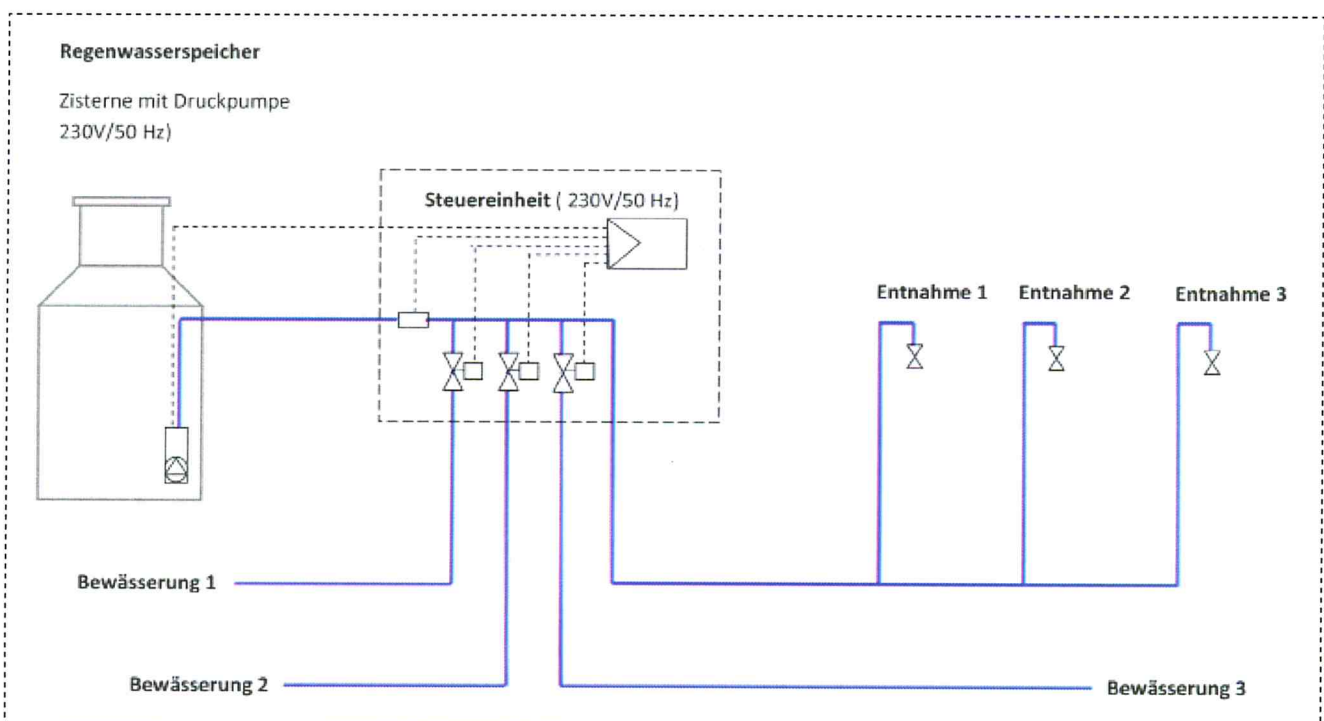 Regenwasserspeicher
Zisterne mit Druckpumpe
230V/50 Hz)
Steuereinheit ( 230V/50 Hz)
Entnahme 1
Entnahme 2
Entnahme 3
Bewässerung 1
Bewässerung 2
Bewässerung 3